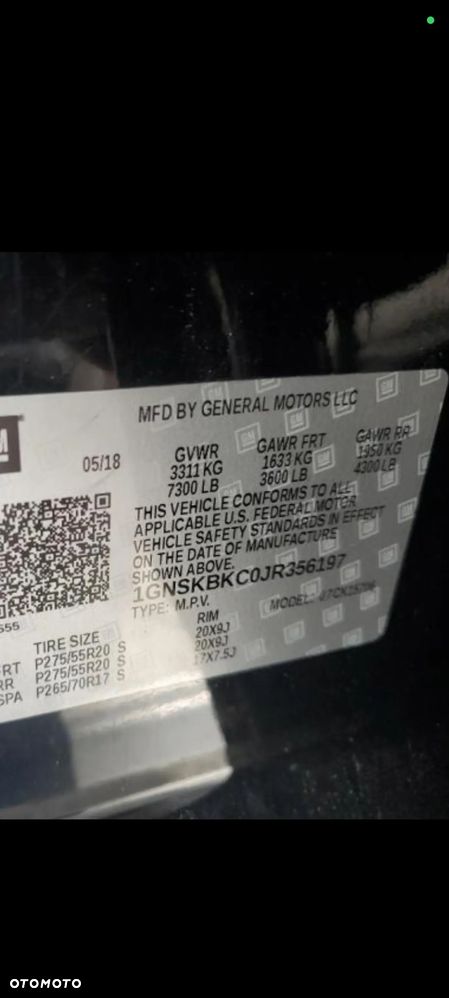 MFD BY GENERAL MOTORS LLC
GM
05/18
GVWR GAWR FRT GAWR RR
3311 KG 1633 KG 1950 KG
7300 LB 3600 LB 4300 LB
THIS VEHICLE CONFORMS TO ALL
APPLICABLE U.S. FEDERAL MOTOR
VEHICLE SAFETY STANDARDS IN EFFECT
ON THE DATE OF MANUFACTURE
SHOWN ABOVE.
1GNSKBKC0JR356197
TYPE: M.P.V. MODEL:
555
TIRE SIZE RIM
FRT P275/55R20 S 20X9J
RR P275/55R20 S 20X9J
SPA P265/70R17 S 17X7.5J
OTOMOTO